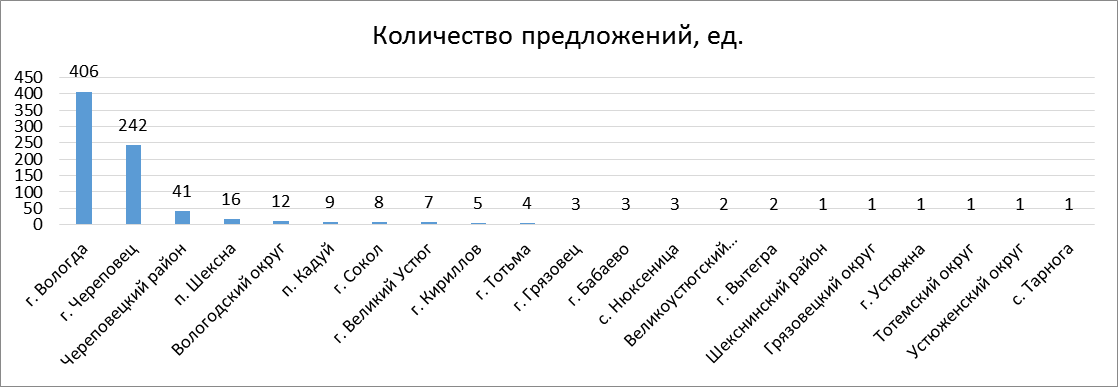 Количество предложений, ед.
450
400
350
300
250
200
150
100
50
0
406
242
41
16
12
9
8
7
5
4
3
3
3
2
2
1
1
1
1
1
1
г. Вологда
г. Череповец
Череповецкий район
п. Шексна
Вологодский округ
п. Кадуй
г. Сокол
г. Великий Устюг
г. Кириллов
г. Тотьма
г. Грязовец
г. Бабаево
с. Нюксеница
Великоустюгский…
г. Вытегра
Шекснинский район
Грязовецкий округ
г. Устюжна
Тотемский округ
Устюженский округ
с. Тарнога